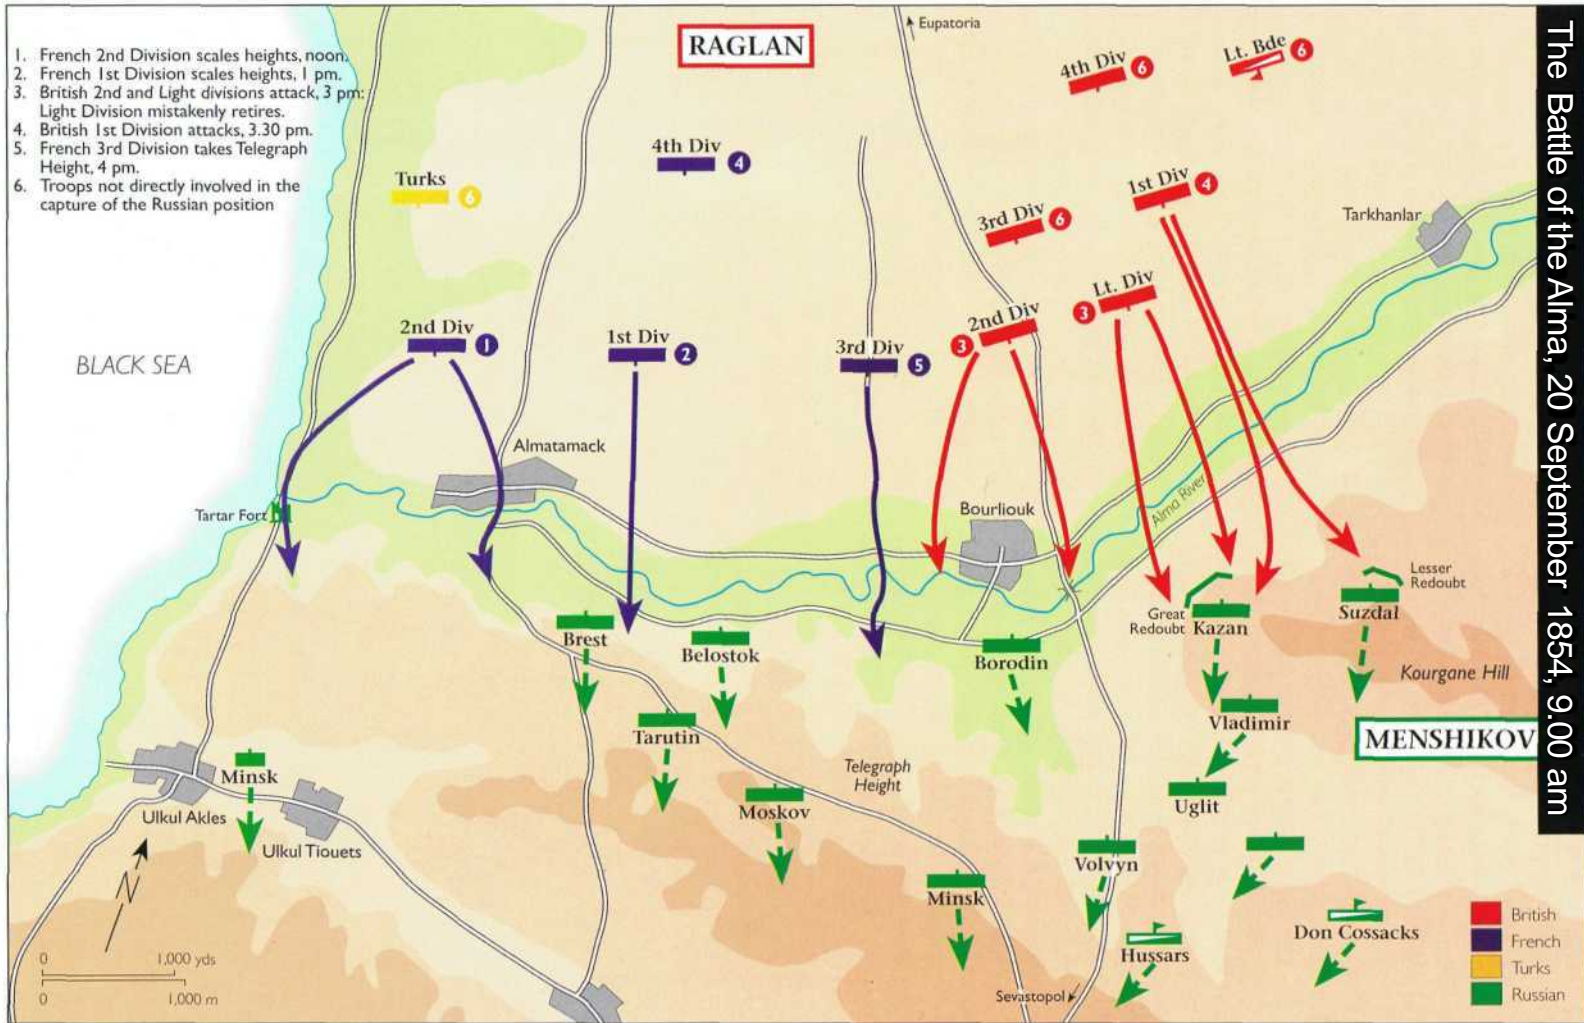 The Battle of the Alma, 20 September 1854, 9.00 am
1. French 2nd Division scales heights, noon.
2. French 1st Division scales heights, 1 pm.
3. British 2nd and Light divisions attack, 3 pm:
Light Division mistakenly retires.
4. British 1st Division attacks, 3.30 pm.
5. French 3rd Division takes Telegraph
Height, 4 pm.
6. Troops not directly involved in the
capture of the Russian position
RAGLAN
Eupatoria
4th Div 6
Lt. Bde 6
4th Div 4
Turks 6
1st Div 4
3rd Div 6
Tarkhanlar
Lt. Div
3
2nd Div
3
2nd Div 1
1st Div 2
3rd Div 5
BLACK SEA
Almatamack
Tartar Fort
Bourliouk
Alma River
Lesser
Redoubt
Great
Redoubt
Kazan
Suzdal
Brest
Belostok
Borodin
Kourgane Hill
Vladimir
MENSHIKOV
Tarutin
Telegraph
Height
Minsk
Moskov
Uglit
Ulkul Akles
Ulkul Tiouets
Volvyn
N
Minsk
Hussars
Don Cossacks
Sevastopol
0 1,000 yds
0 1,000 m
British
French
Turks
Russian